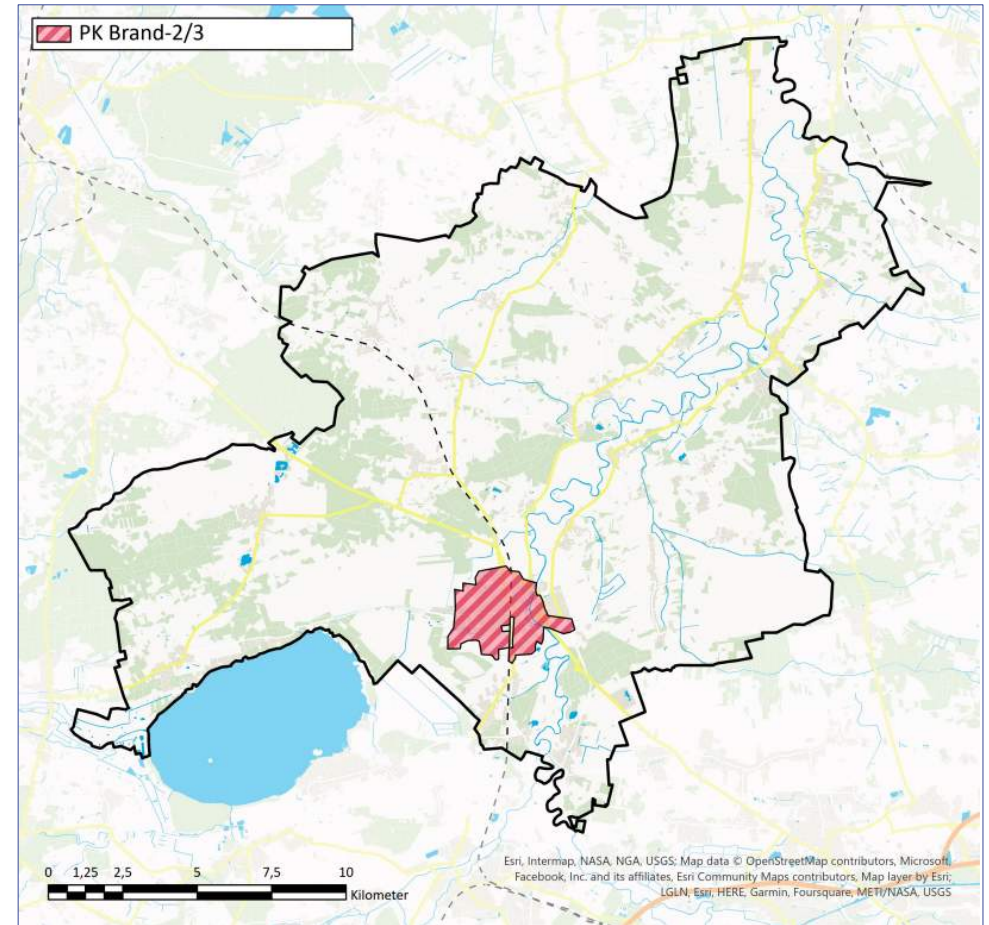 PK Brand-2/3
Esri, Intermap, NASA, NGA, USGS; Map data © OpenStreetMap contributors, Microsoft,
Facebook, Inc. and its affiliates, Esri Community Maps contributors, Map layer by Esri;
LGLN, Esri, HERE, Garmin, Foursquare, METI/NASA, USGS
0 1,25 2,5 5 7,5 10
Kilometer